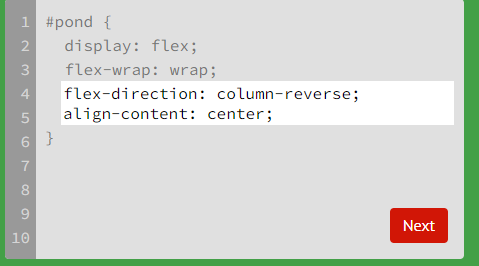 1 #pond {
2 display: flex;
3 flex-wrap: wrap;
4 flex-direction: column-reverse;
5 align-content: center;
6 }
7
8
9
10
Next